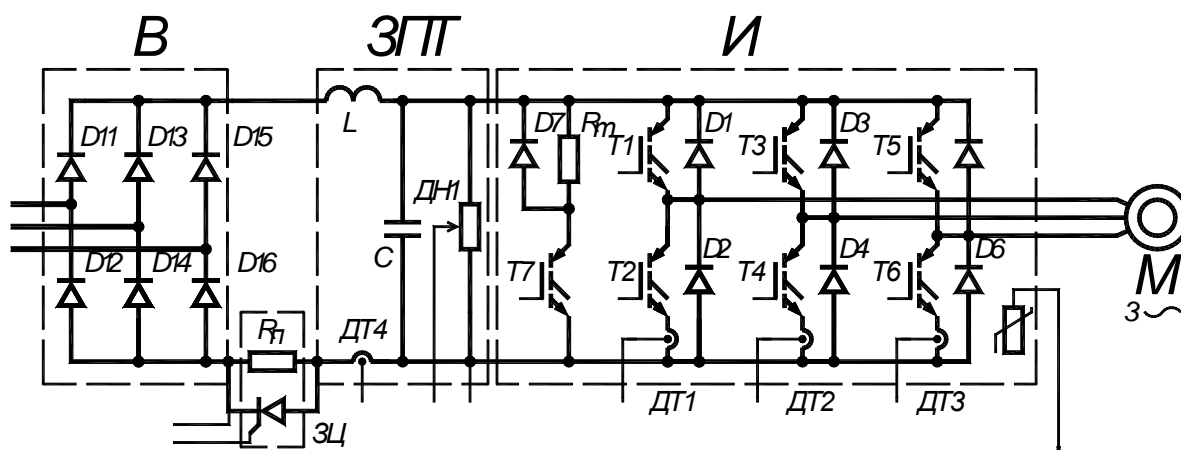 В ЗПТ И
D11 D13 D15 L D7 Rт T1 D1 T3 D3 T5
ДН1
D12 D14 D16 C T7 T2 D2 T4 D4 T6 D6
М
3~
Rп ДТ4
ДТ1 ДТ2 ДТ3
ЗЦ